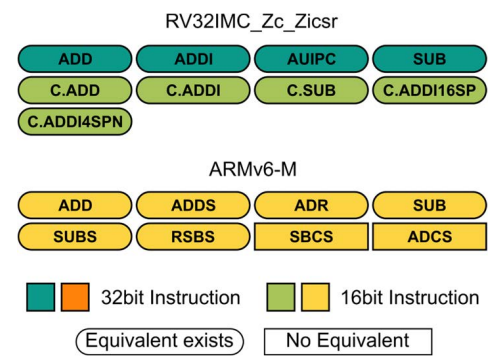 RV32IMC_Zc_Zicsr
ADD ADDI AUIPC SUB
C.ADD C.ADDI C.SUB C.ADDI16SP
C.ADDI4SPN
ARMv6-M
ADD ADDS ADR SUB
SUBS RSBS SBCS ADCS
32bit Instruction 16bit Instruction
Equivalent exists No Equivalent